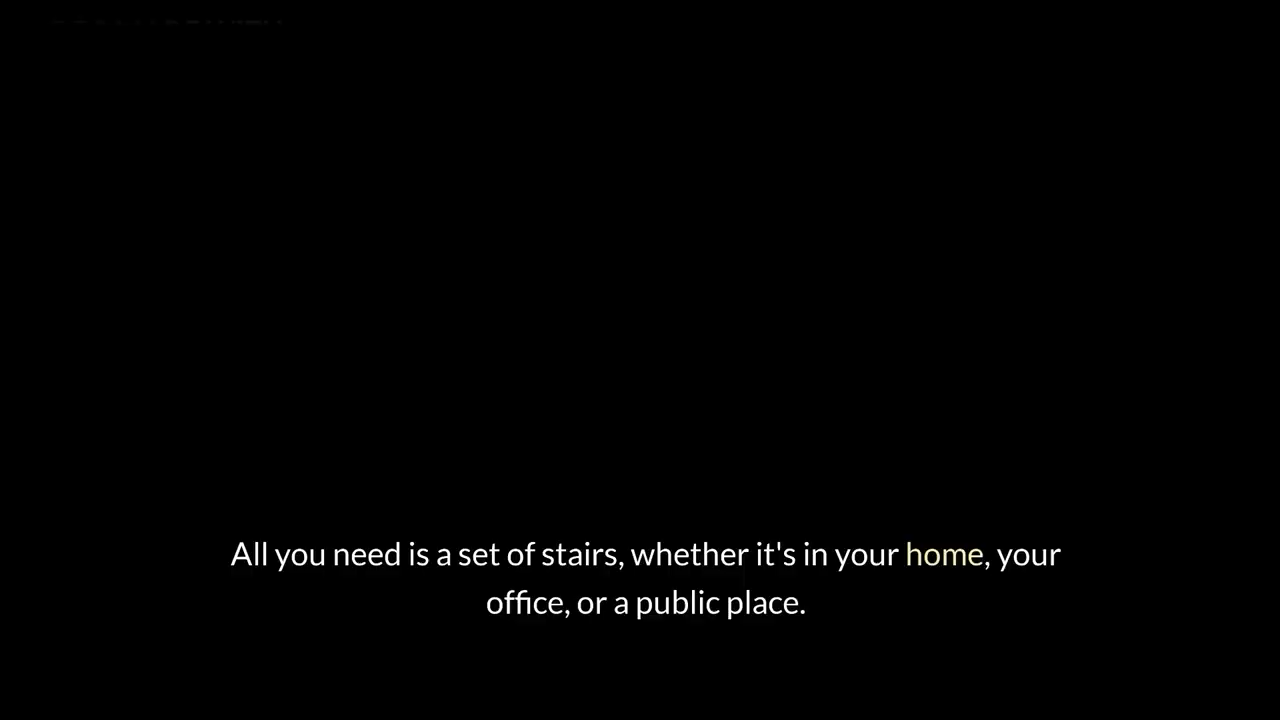 All you need is a set of stairs, whether it's in your home, your
office, or a public place.